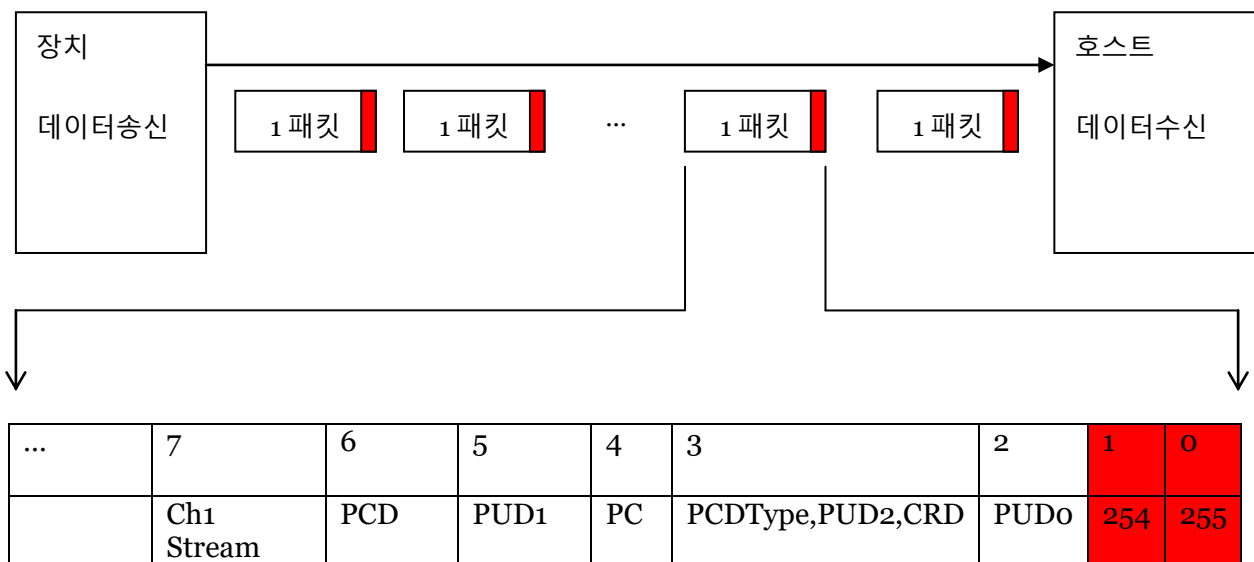 장치
호스트
데이터송신
1 패킷
1 패킷
...
1 패킷
1 패킷
데이터수신
... 7 6 5 4 3 2 1 0
Ch1 PCD PUD1 PC PCDType,PUD2,CRD PUD0 254 255
Stream